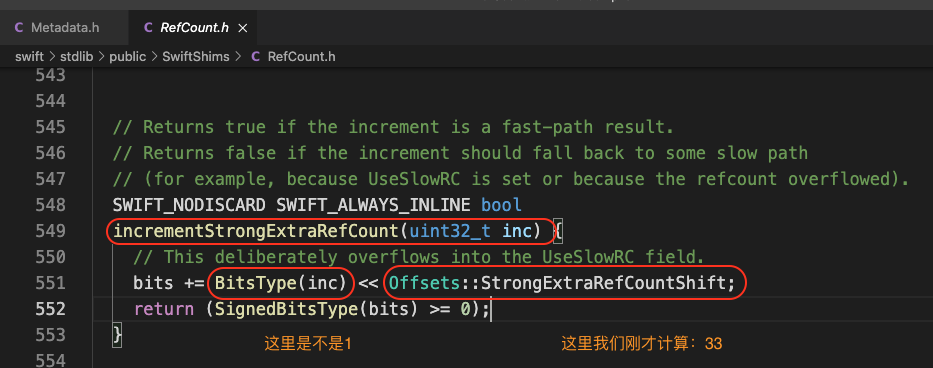 Metadata.h RefCount.h
swift > stdlib > public > SwiftShims > C RefCount.h
543
544
545 // Returns true if the increment is a fast-path result.
546 // Returns false if the increment should fall back to some slow path
547 // (for example, because UseSlowRC is set or because the refcount overflowed).
548 SWIFT_NODISCARD SWIFT_ALWAYS_INLINE bool
549 incrementStrongExtraRefCount(uint32_t inc) {
550 // This deliberately overflows into the UseSlowRC field.
551 bits += BitsType(inc) << Offsets::StrongExtraRefCountShift;
552 return (SignedBitsType(bits) >= 0);
553 }
这里是不是1 这里我们刚才计算：33
554